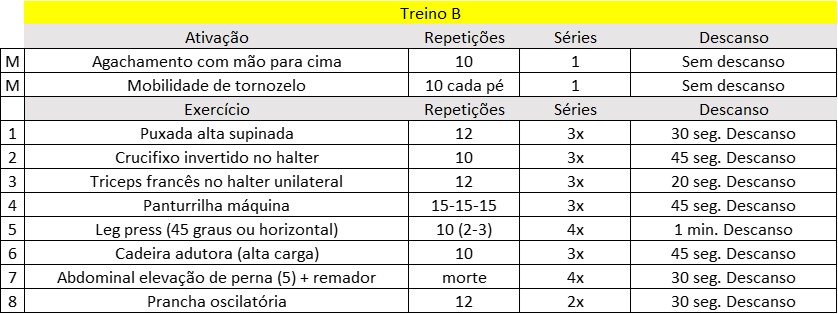 Treino B
Ativação Repetições Séries Descanso
M Agachamento com mão para cima 10 1 Sem descanso
M Mobilidade de tornozelo 10 cada pé 1 Sem descanso
Exercício Repetições Séries Descanso
1 Puxada alta supinada 12 3x 30 seg. Descanso
2 Crucifixo invertido no halter 10 3x 45 seg. Descanso
3 Triceps francês no halter unilateral 12 3x 20 seg. Descanso
4 Panturrilha máquina 15-15-15 3x 45 seg. Descanso
5 Leg press (45 graus ou horizontal) 10 (2-3) 4x 1 min. Descanso
6 Cadeira adutora (alta carga) 10 3x 45 seg. Descanso
7 Abdominal elevação de perna (5) + remador morte 4x 30 seg. Descanso
8 Prancha oscilatória 12 2x 30 seg. Descanso